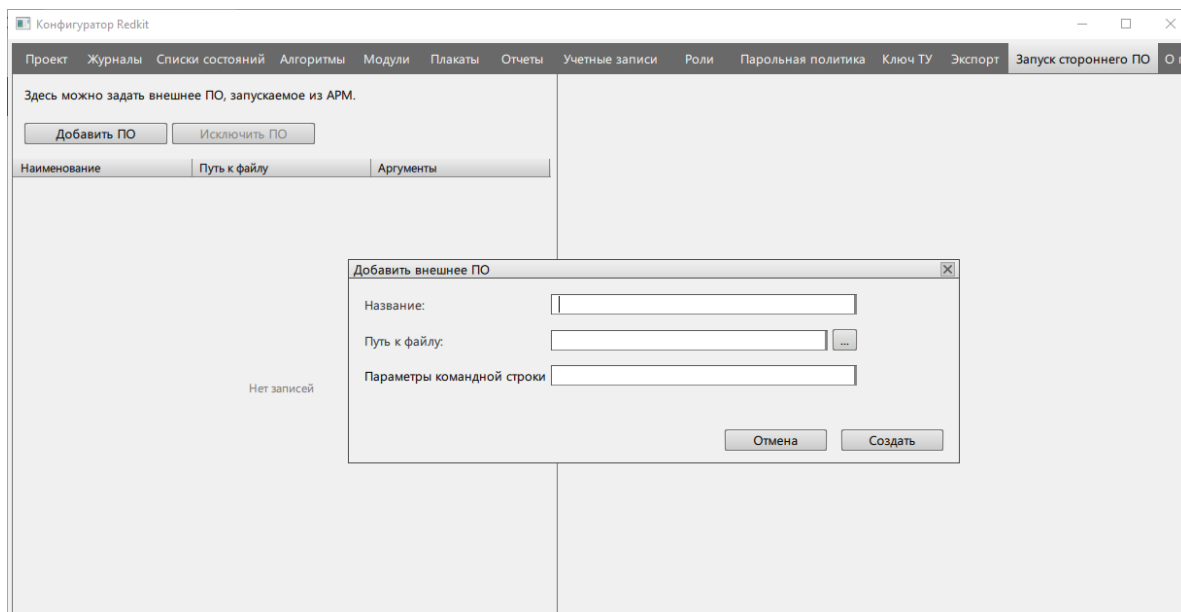 Конфигуратор Redkit
Проект Журналы Списки состояний Алгоритмы Модули Плакаты Отчеты Учетные записи Роли Парольная политика Ключ ТУ Экспорт Запуск стороннего ПО О
Здесь можно задать внешнее ПО, запускаемое из АРМ.
Добавить ПО Исключить ПО
Наименование Путь к файлу Аргументы
Добавить внешнее ПО
Название:
Путь к файлу: ...
Параметры командной строки
Нет записей
Отмена Создать